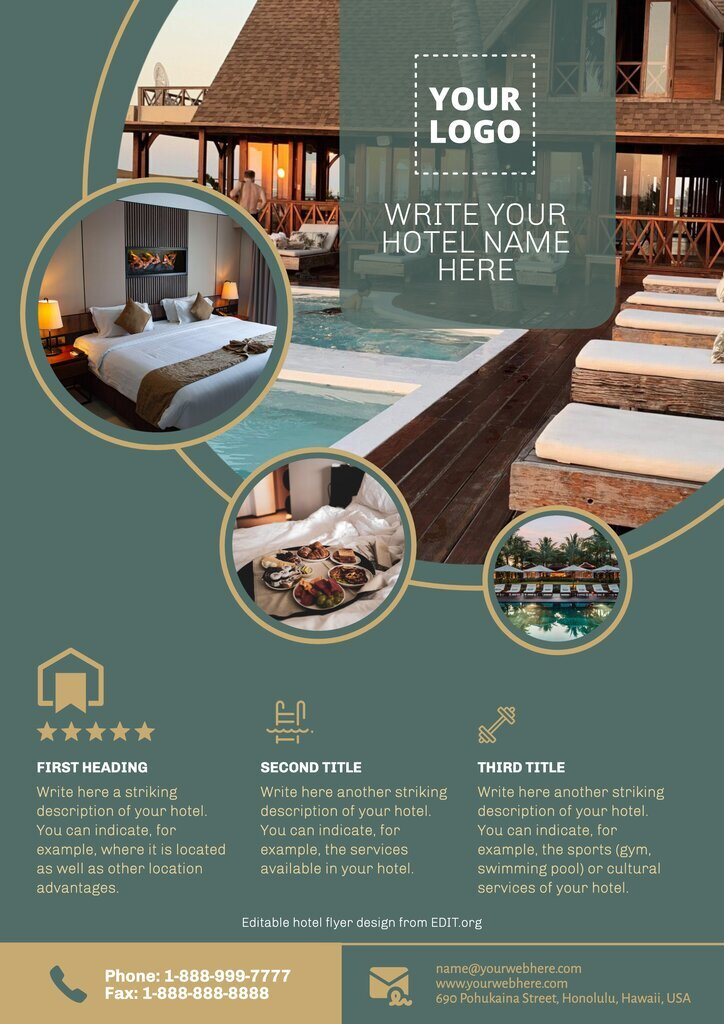 YOUR
LOGO
WRITE YOUR
HOTEL NAME
HERE
FIRST HEADING
Write here a striking
description of your hotel.
You can indicate, for
example, where it is located
as well as other location
advantages.
SECOND TITLE
Write here another striking
description of your hotel.
You can indicate, for
example, the services
available in your hotel.
THIRD TITLE
Write here another striking
description of your hotel.
You can indicate, for
example, the sports (gym,
swimming pool) or cultural
services of your hotel.
Editable hotel flyer design from EDIT.org
Phone: 1-888-999-7777
Fax: 1-888-888-8888
name@yourwebhere.com
www.yourwebhere.com
690 Pohukaina Street, Honolulu, Hawaii, USA